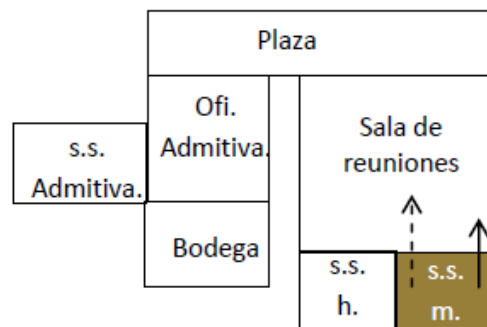 Plaza
Ofi.
Admitiva.
s.s.
Admitiva.
Sala de
reuniones
Bodega
s.s.
h.
s.s.
m.